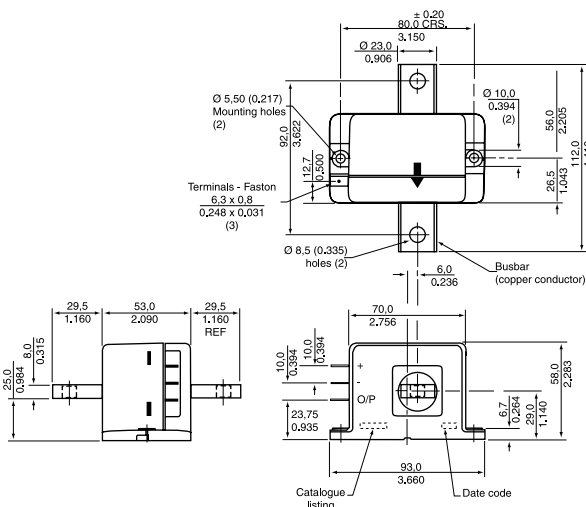 ± 0.20
80,0 CRS.
3.150
Ø 23,0
0.906
Ø 5,50 (0.217)
Mounting holes
(2)
Ø 10,0
0.394
(2)
92,0
3.622
56,0
2.205
112,0
12,7
0.500
26,5
1.043
Terminals - Faston
6,3 x 0,8
0.248 x 0.031
(3)
Ø 8,5 (0.335)
holes (2)
6,0
0.236
Busbar
(copper conductor)
29,5
1.160
53,0
2.090
29,5
1.160
REF
8,0
0.315
25,0
0.984
70,0
2.756
10,0
0.394
10,0
0.394
+
-
O/P
23,75
0.935
58,0
2.283
6,7
0.264
29,0
1.140
93,0
3.660
Catalogue
listing
Date code